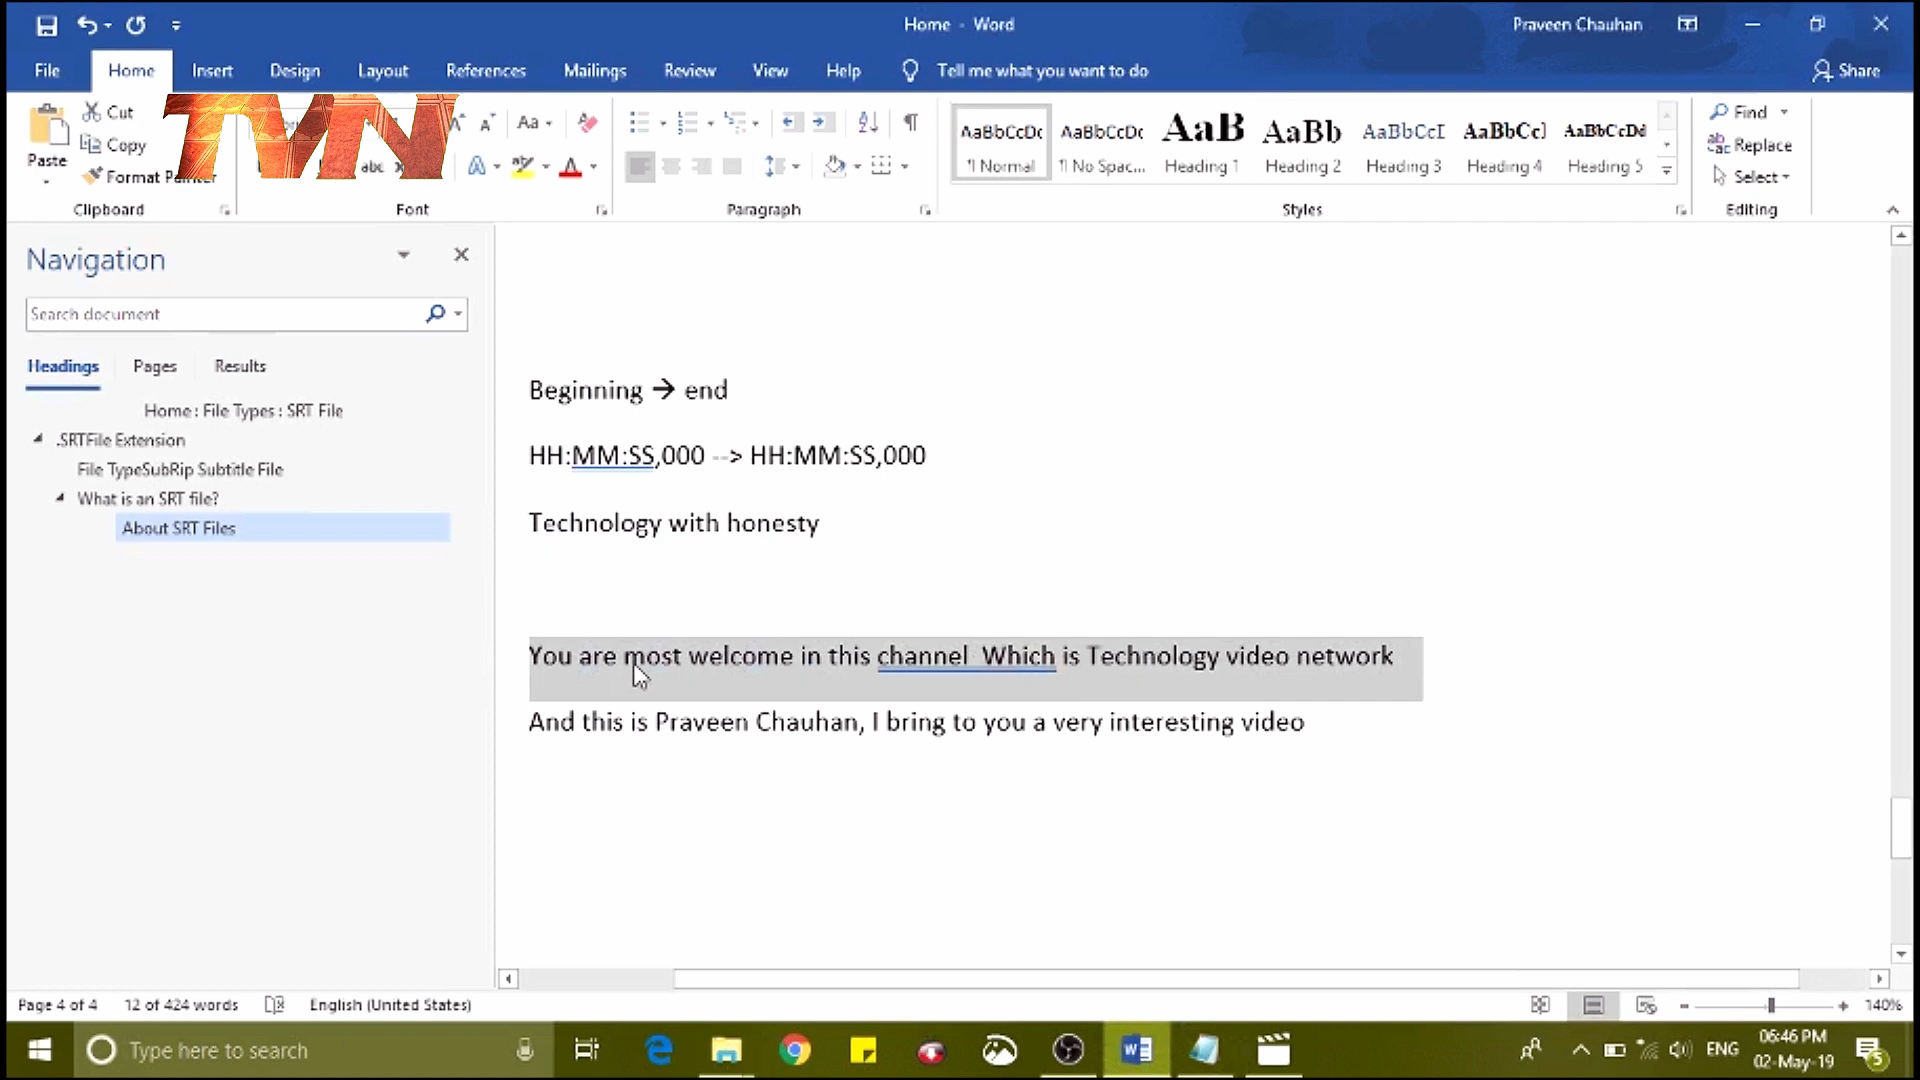 Home - Word
Praveen Chauhan
File Home Insert Design Layout References Mailings Review View Help Tell me what you want to do Share
Paste
Cut
Copy
Format Painter
Clipboard
TVN
Aa
abc
A
Font
Paragraph
AaBbCcDc AaBbCcDc AaB AaBb AaBbCcI AaBbCcI AaBbCcDd
¶ Normal ¶ No Spac... Heading 1 Heading 2 Heading 3 Heading 4 Heading 5
Styles
Find
Replace
Select
Editing
Navigation
Search document
Headings Pages Results
Home : File Types : SRT File
.SRTFile Extension
File TypeSubRip Subtitle File
What is an SRT file?
About SRT Files
Beginning → end
HH:MM:SS,000 --> HH:MM:SS,000
Technology with honesty
You are most welcome in this channel  Which is Technology video network
And this is Praveen Chauhan, I bring to you a very interesting video
Page 4 of 4 12 of 424 words English (United States) 140%
Type here to search
ENG
06:46 PM
02-May-19
5